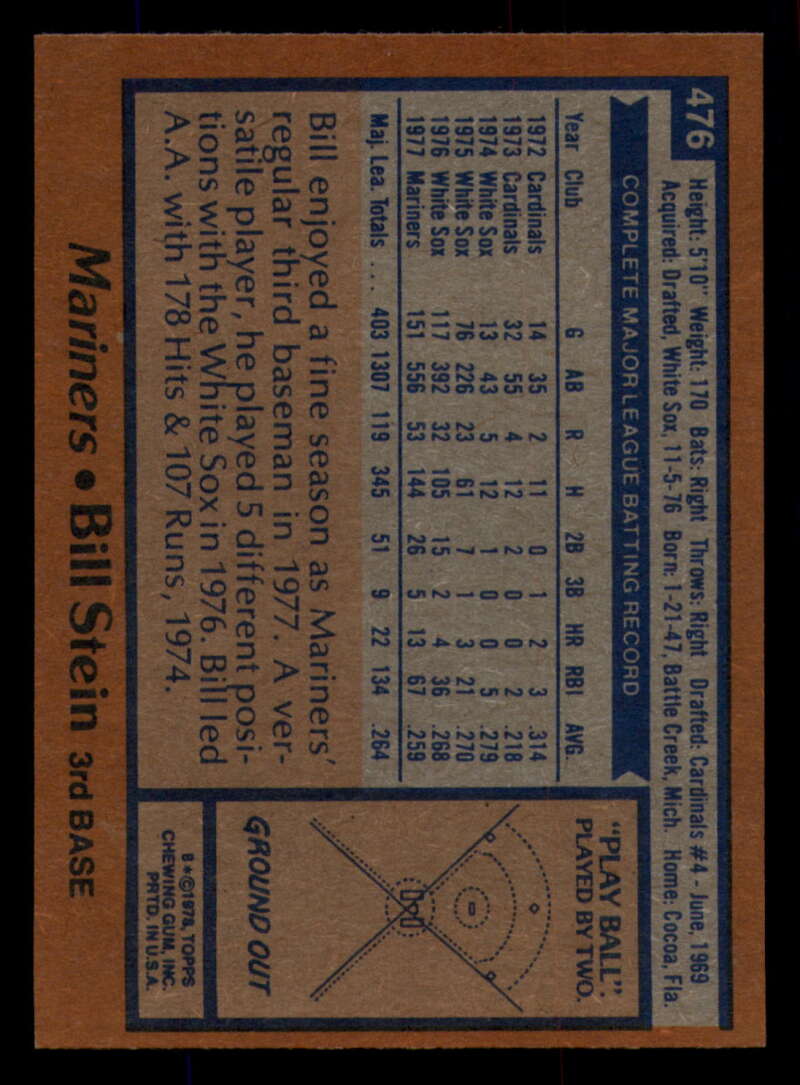 476
Height: 5'10" Weight: 170 Bats: Right Throws: Right Drafted: Cardinals #4 - June, 1969
Acquired: Drafted, White Sox, 11-5-76 Born: 1-21-47, Battle Creek, Mich. Home: Cocoa, Fla.
COMPLETE MAJOR LEAGUE BATTING RECORD
Year Club G AB R H 2B 3B HR RBI AVG.
1972 Cardinals 14 35 2 11 0 1 2 3 .314
1973 Cardinals 32 55 4 12 2 0 0 2 .218
1974 White Sox 13 43 5 12 1 0 0 5 .279
1975 White Sox 76 226 23 61 7 1 3 21 .270
1976 White Sox 117 392 32 105 15 2 4 36 .268
1977 Mariners 151 556 53 144 26 5 13 67 .259
Maj. Lea. Totals ... 403 1307 119 345 51 9 22 134 .264
Bill enjoyed a fine season as Mariners'
regular third baseman in 1977. A ver-
satile player, he played 5 different posi-
tions with the White Sox in 1976. Bill led
A.A. with 178 Hits & 107 Runs, 1974.
"PLAY BALL":
PLAYED BY TWO.
GROUND OUT
B*©1978, TOPPS
CHEWING GUM, INC.
PRTD. IN U.S.A.
Mariners • Bill Stein 3rd BASE